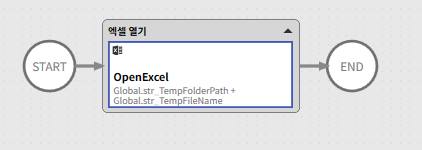 엑셀 열기
START
OpenExcel
Global.str_TempFolderPath +
Global.str_TempFileName
END